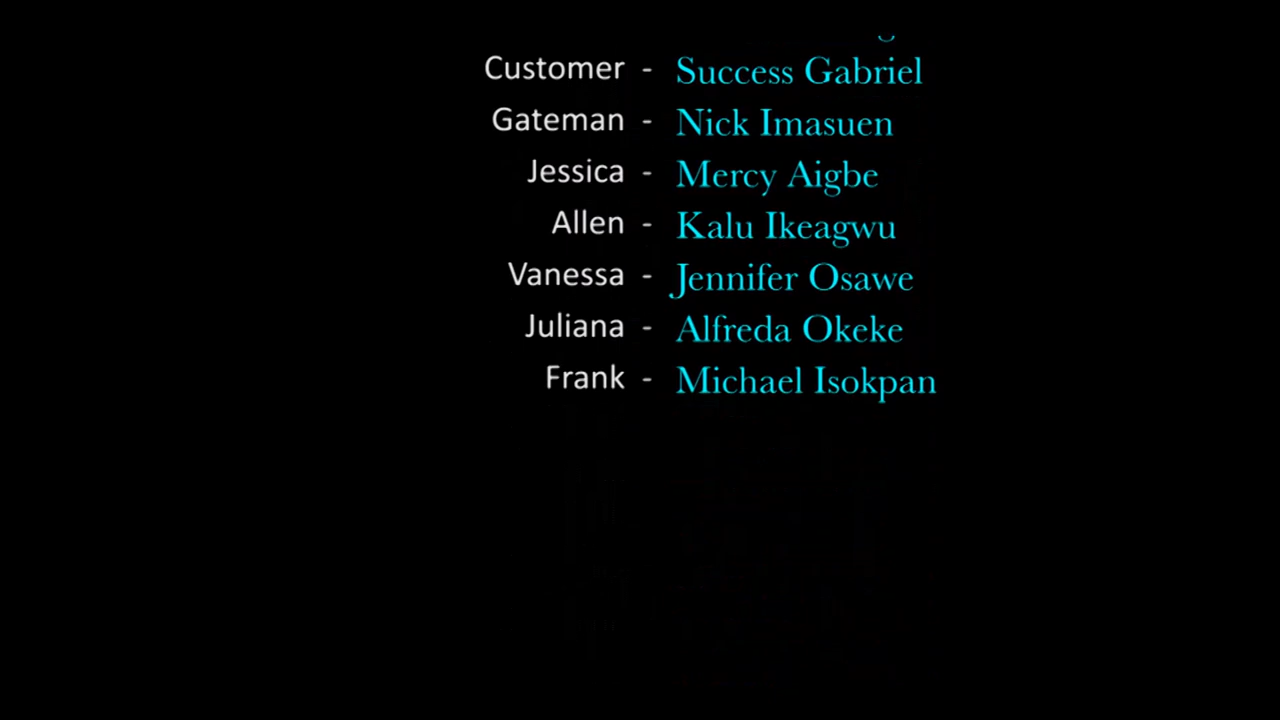 Customer - Success Gabriel
Gateman - Nick Imasuen
Jessica - Mercy Aigbe
Allen - Kalu Ikeagwu
Vanessa - Jennifer Osawe
Juliana - Alfreda Okeke
Frank - Michael Isokpan